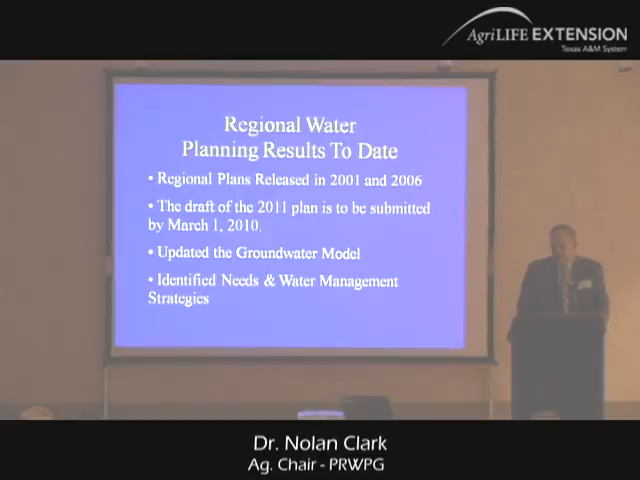 AgriLIFE EXTENSION
Texas A&M System
Regional Water
Planning Results To Date
• Regional Plans Released in 2001 and 2006
• The draft of the 2011 plan is to be submitted
by March 1, 2010.
• Updated the Groundwater Model
• Identified Needs & Water Management
Strategies
Dr. Nolan Clark
Ag. Chair - PRWPG